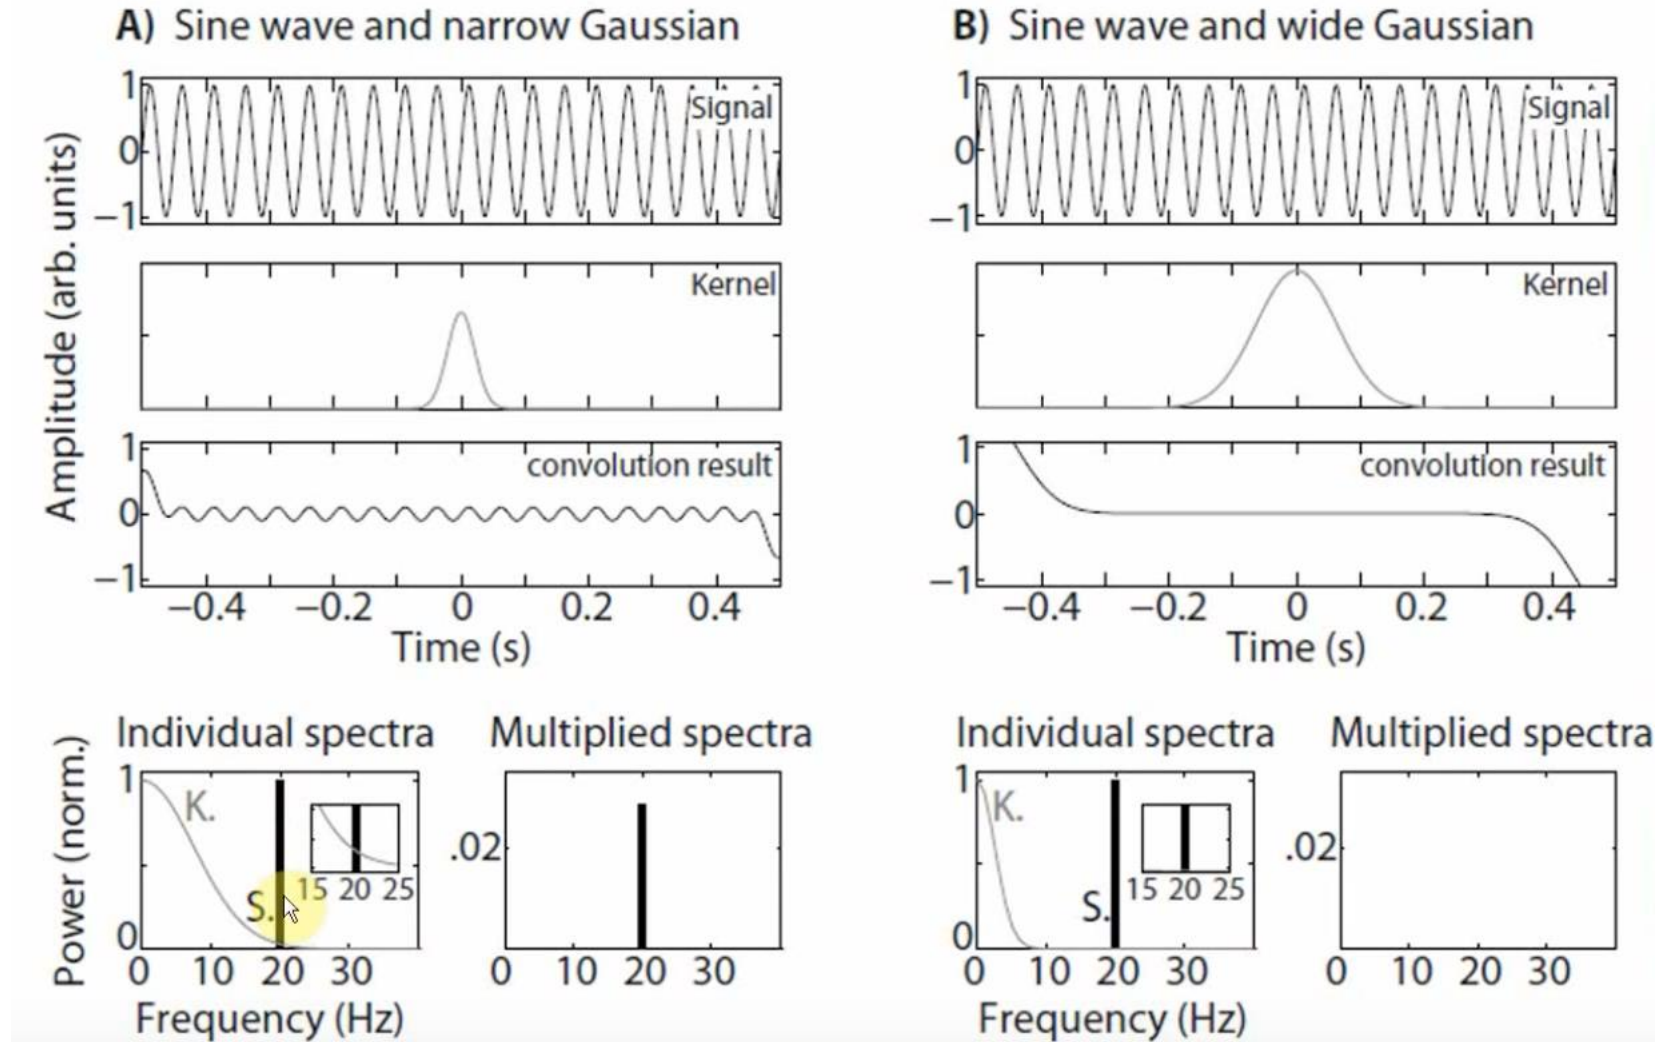 A) Sine wave and narrow Gaussian
Amplitude (arb. units)
1
Signal
0
−1
Kernel
1
convolution result
0
−1
−0.4 −0.2 0 0.2 0.4
Time (s)
Individual spectra
Multiplied spectra
Power (norm.)
1
K.
.02
S.
15 20 25
0
0 10 20 30
0 10 20 30
Frequency (Hz)
B) Sine wave and wide Gaussian
1
Signal
0
−1
Kernel
1
convolution result
0
−1
−0.4 −0.2 0 0.2 0.4
Time (s)
Individual spectra
Multiplied spectra
1
K.
.02
S.
15 20 25
0
0 10 20 30
0 10 20 30
Frequency (Hz)